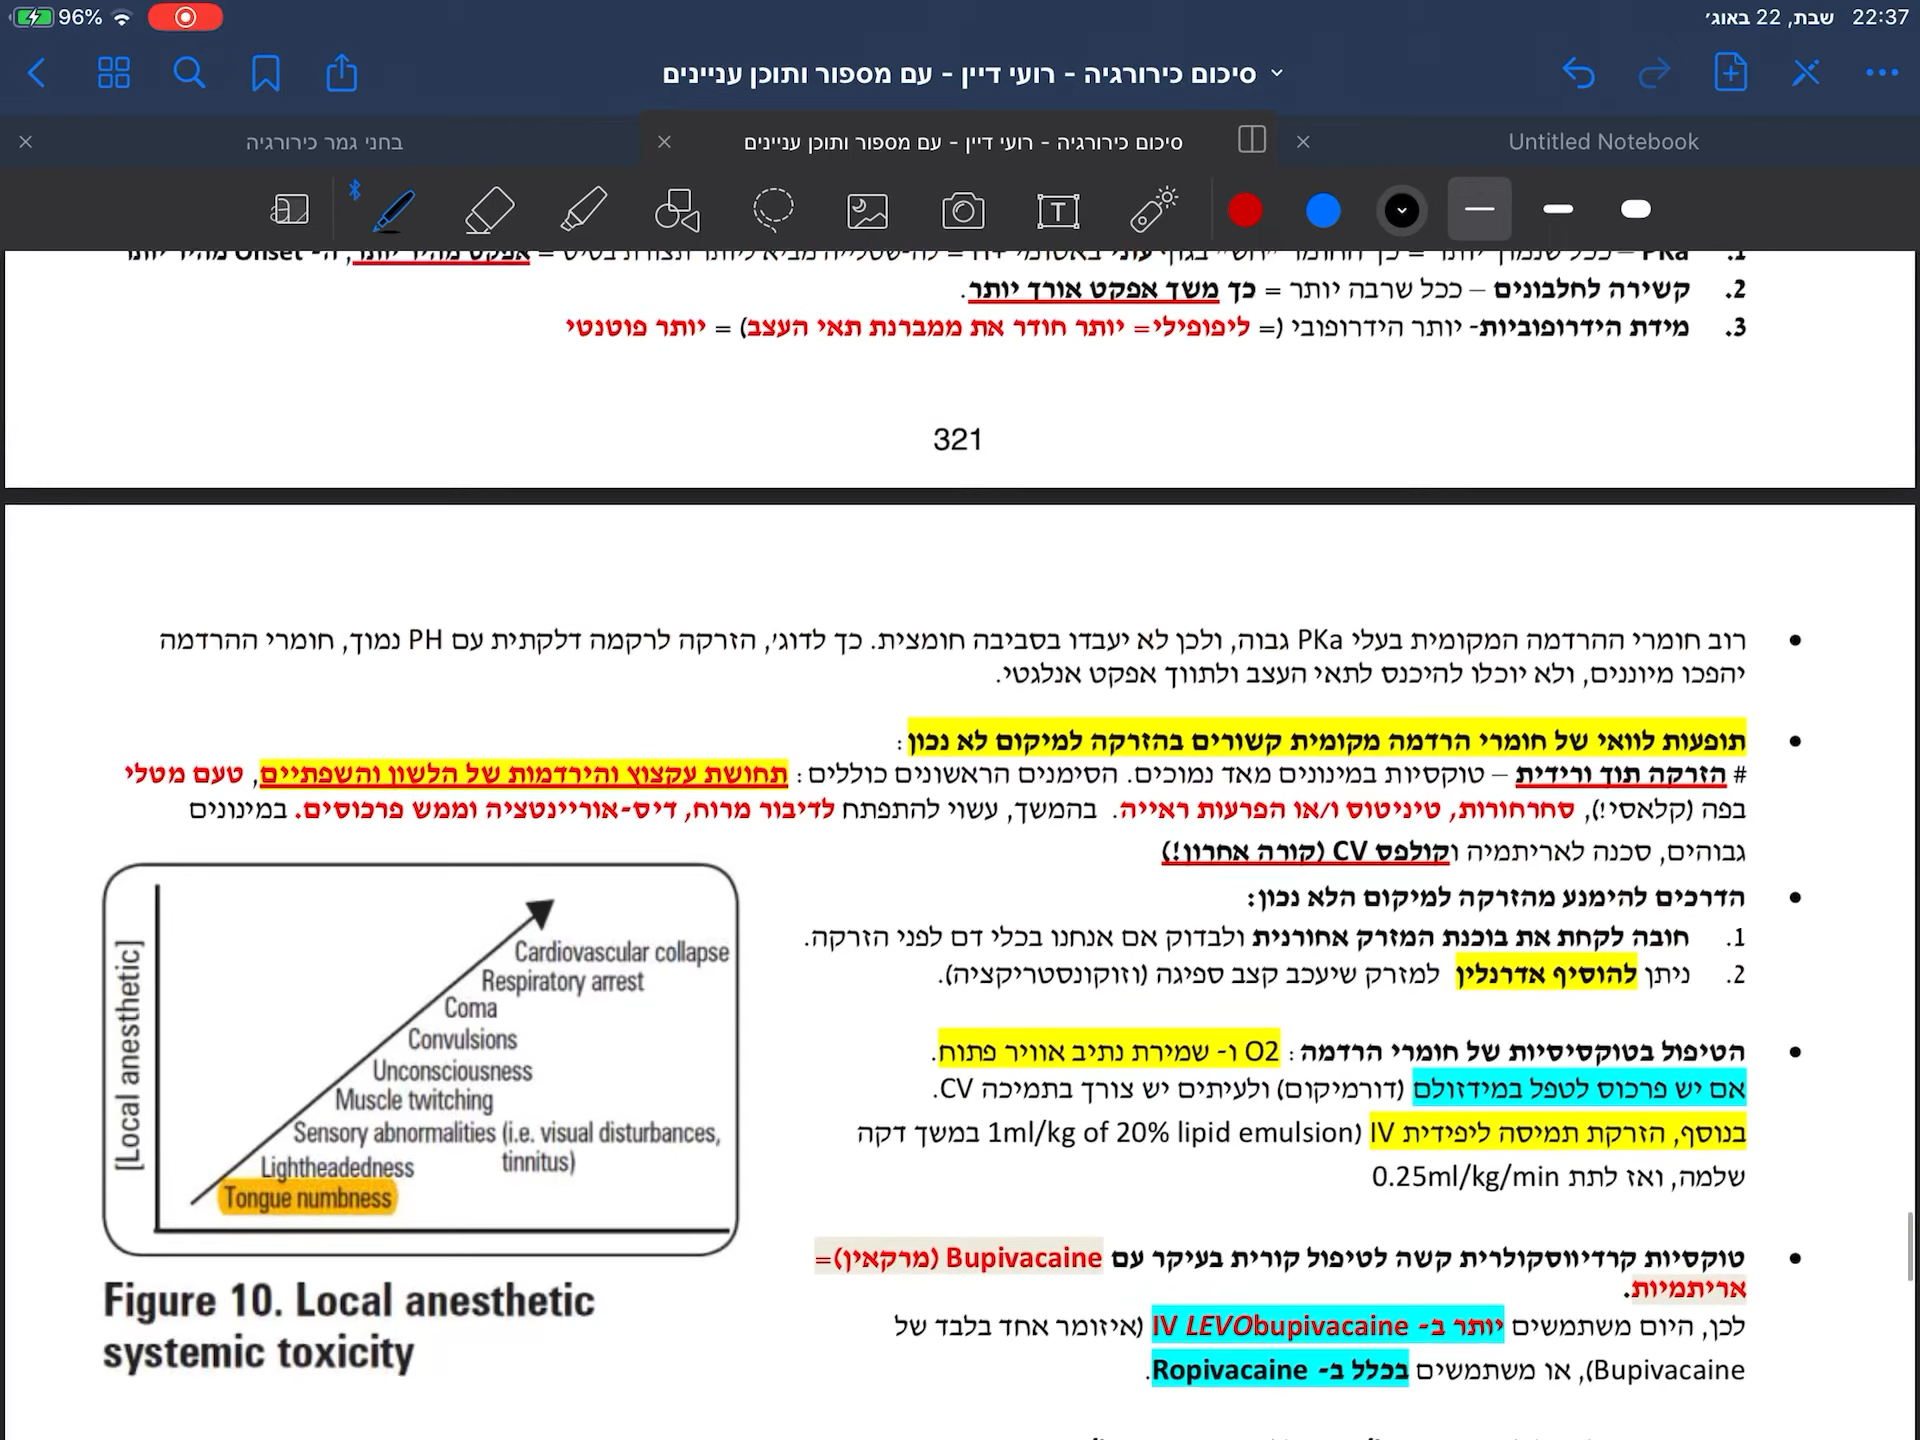 96%
שבת, 22 באוג׳ 22:37
סיכום כירורגיה - רועי דיין - עם מספור ותוכן עניינים
בחני גמר כירורגיה
סיכום כירורגיה - רועי דיין - עם מספור ותוכן עניינים
Untitled Notebook
2. קשירה לחלבונים – ככל שרבה יותר = כך משך אפקט אורך יותר.
3. מידת הידרופוביות- יותר הידרופובי (= ליפופילי= יותר חודר את ממברנת תאי העצב) = יותר פוטנטי
321
• רוב חומרי ההרדמה המקומית בעלי PKa גבוה, ולכן לא יעבדו בסביבה חומצית. כך לדוג׳, הזרקה לרקמה דלקתית עם PH נמוך, חומרי ההרדמה
יהפכו מיוננים, ולא יוכלו להיכנס לתאי העצב ולתווך אפקט אנלגטי.
• תופעות לוואי של חומרי הרדמה מקומית קשורים בהזרקה למיקום לא נכון:
# הזרקה תוך ורידית – טוקסיות במינונים מאד נמוכים. הסימנים הראשונים כוללים: תחושת עקצוץ והירדמות של הלשון והשפתיים, טעם מטלי
בפה (קלאסי!), סחרחורות, טיניטוס ו/או הפרעות ראייה. בהמשך, עשוי להתפתח לדיבור מרוח, דיס-אוריינטציה וממש פרכוסים. במינונים
גבוהים, סכנה לאריתמיה וקולפס CV (קורה אחרון!)
• הדרכים להימנע מהזרקה למיקום הלא נכון:
1. חובה לקחת את בוכנת המזרק אחורנית ולבדוק אם אנחנו בכלי דם לפני הזרקה.
2. ניתן להוסיף אדרנלין למזרק שיעכב קצב ספיגה (וזוקונסטריקציה).
• הטיפול בטוקסיסיות של חומרי הרדמה: O2 ו- שמירת נתיב אוויר פתוח.
אם יש פרכוס לטפל במידזולם (דורמיקום) ולעיתים יש צורך בתמיכה CV.
בנוסף, הזרקת תמיסה ליפידית IV (1ml/kg of 20% lipid emulsion במשך דקה
שלמה, ואז לתת 0.25ml/kg/min
• טוקסיות קרדיווסקולרית קשה לטיפול קורית בעיקר עם Bupivacaine (מרקאין)=
אריתמיות.
לכן, היום משתמשים יותר ב- IV LEVObupivacaine (איזומר אחד בלבד של
Bupivacaine), או משתמשים בכלל ב- Ropivacaine.
[Local anesthetic]
Cardiovascular collapse
Respiratory arrest
Coma
Convulsions
Unconsciousness
Muscle twitching
Sensory abnormalities (i.e. visual disturbances,
tinnitus)
Lightheadedness
Tongue numbness
Figure 10. Local anesthetic
systemic toxicity